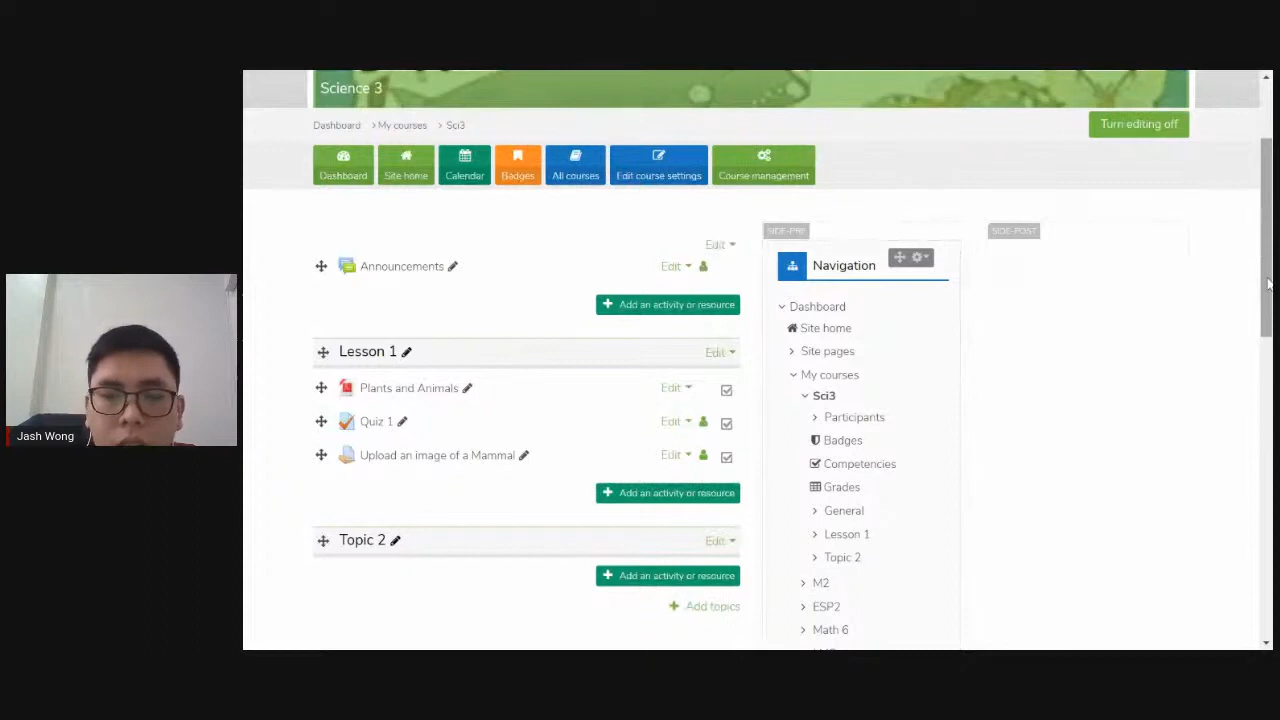 Science 3
Dashboard > My courses > Sci3
Turn editing off
Dashboard
Site home
Calendar
Badges
All courses
Edit course settings
Course management
Edit
Announcements
Edit
+ Add an activity or resource
Lesson 1
Edit
Plants and Animals
Edit
Quiz 1
Edit
Upload an image of a Mammal
Edit
+ Add an activity or resource
Topic 2
Edit
+ Add an activity or resource
+ Add topics
SIDE-PRE
Navigation
Dashboard
Site home
Site pages
My courses
Sci3
Participants
Badges
Competencies
Grades
General
Lesson 1
Topic 2
M2
ESP2
Math 6
SIDE-POST
Jash Wong